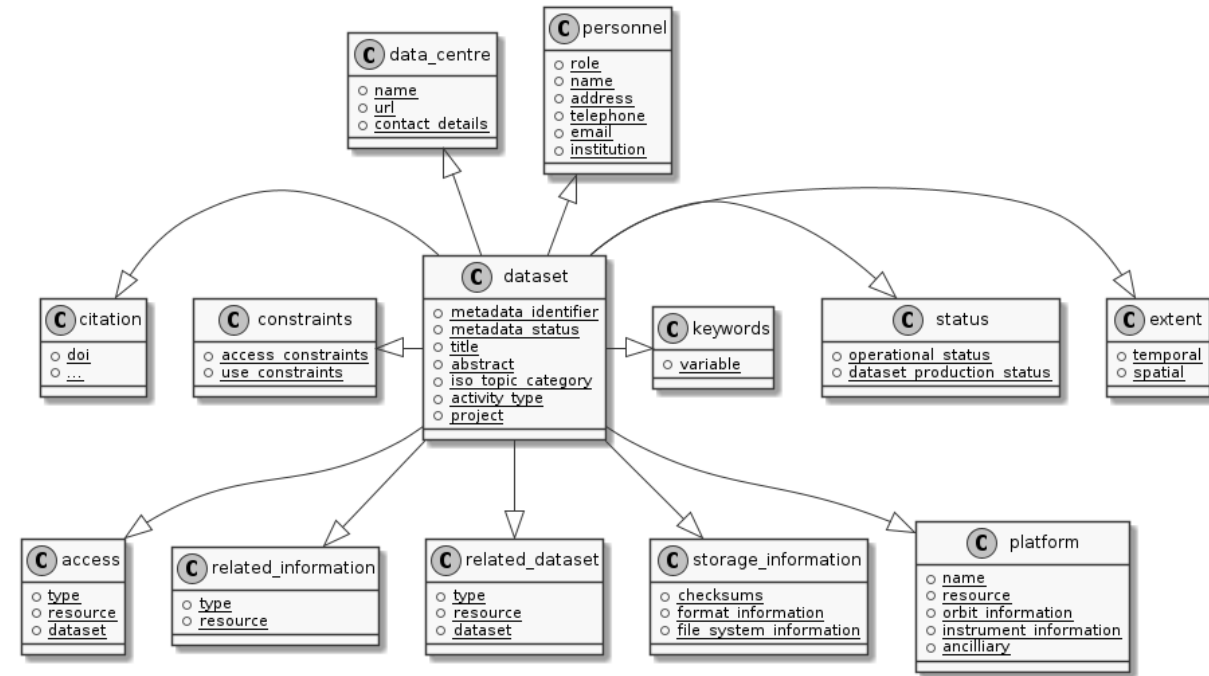 C personnel
role
name
address
telephone
email
institution
C data_centre
name
url
contact_details
C dataset
metadata_identifier
metadata_status
title
abstract
iso_topic_category
activity_type
project
C citation
doi
...
C constraints
access_constraints
use_constraints
C keywords
variable
C status
operational_status
dataset_production_status
C extent
temporal
spatial
C access
type
resource
dataset
C related_information
type
resource
C related_dataset
type
resource
dataset
C storage_information
checksums
format_information
file_system_information
C platform
name
resource
orbit_information
instrument_information
ancilliary